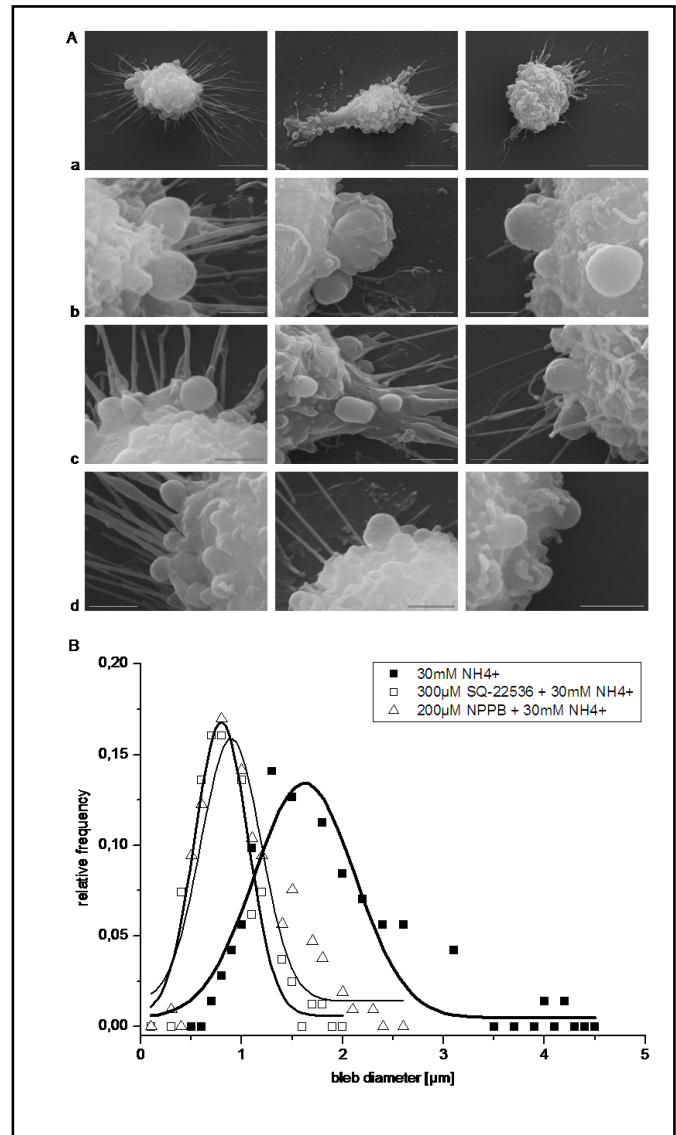 A
a
b
c
d
B
0,20
0,15
0,10
0,05
0,00
relative frequency
30mM NH4+
300µM SQ-22536 + 30mM NH4+
200µM NPPB + 30mM NH4+
0 1 2 3 4 5
bleb diameter [µm]